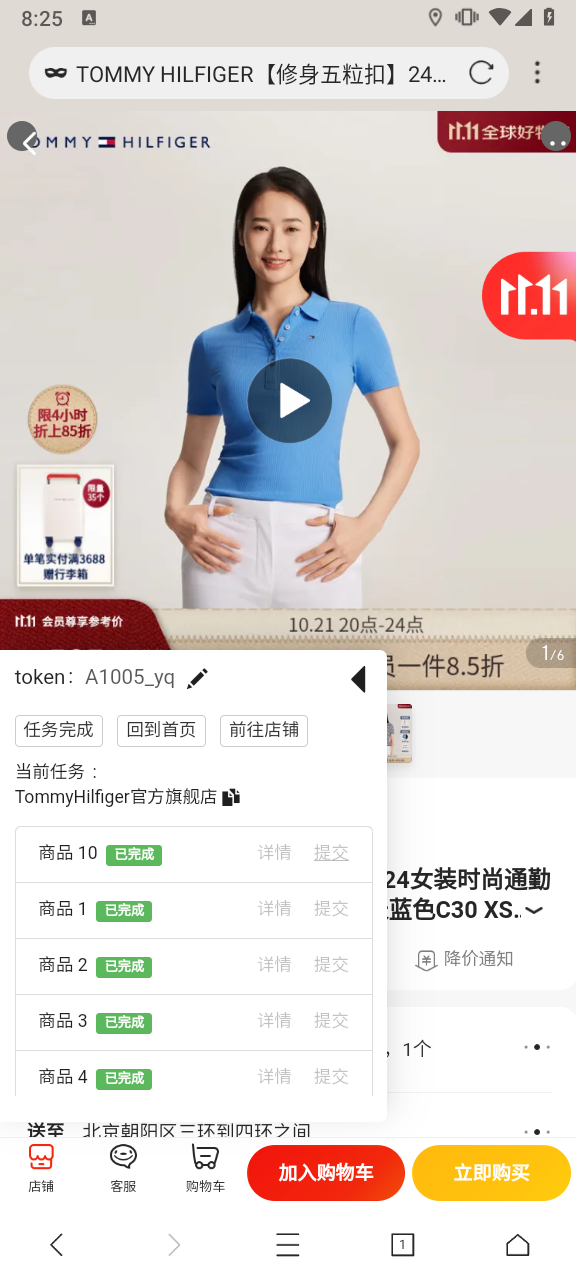 8:25
TOMMY HILFIGER【修身五粒扣】24...
MMY HILFIGER
11.11全球好物
11.11
限4小时
折上85折
限量
35个
单笔实付满3688
赠行李箱
11.11 会员尊享参考价
10.21 20点-24点
员一件8.5折
1/6
token: A1005_yq
任务完成
回到首页
前往店铺
当前任务：
TommyHilfiger官方旗舰店
商品 10 已完成 详情 提交
商品 1 已完成 详情 提交
商品 2 已完成 详情 提交
商品 3 已完成 详情 提交
商品 4 已完成 详情 提交
24女装时尚通勤
蓝色C30 XS...
降价通知
，1个
送至 北京朝阳区三环到四环之间
店铺
客服
购物车
加入购物车
立即购买
1